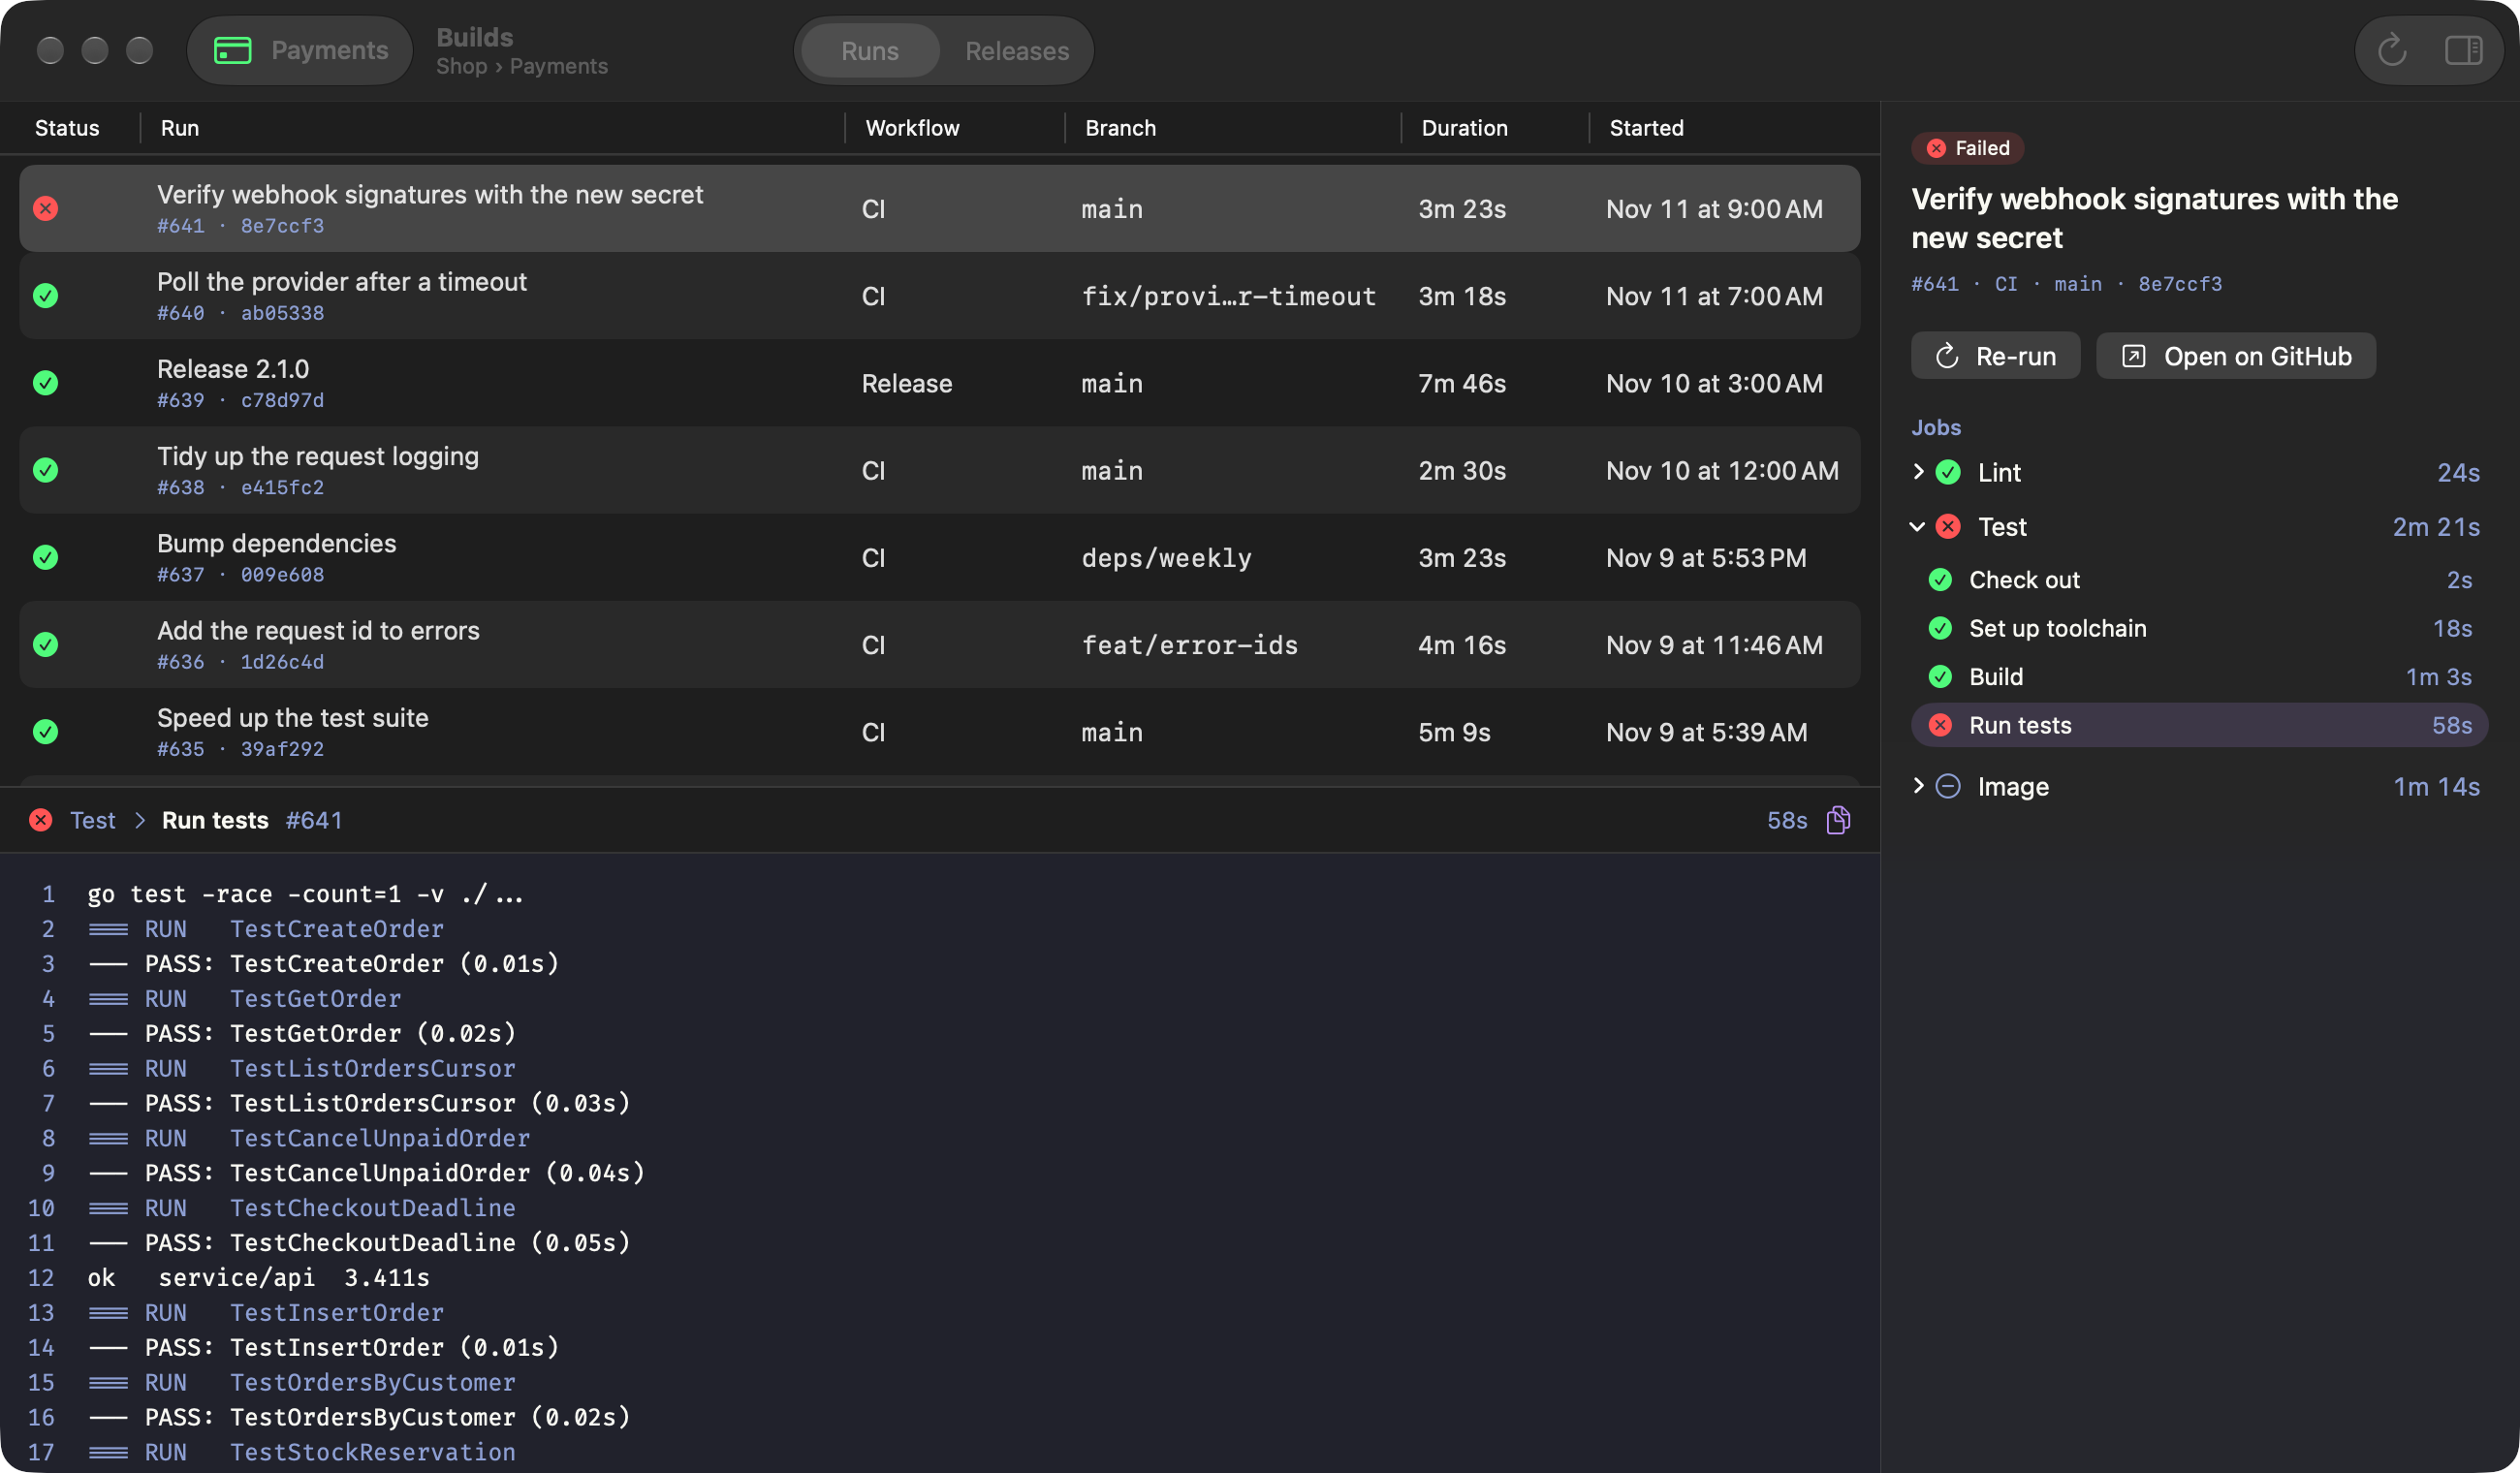 Payments
Builds
Shop › Payments
Runs
Releases
Status
Run
Workflow
Branch
Duration
Started
Verify webhook signatures with the new secret
#641 · 8e7ccf3
CI
main
3m 23s
Nov 11 at 9:00 AM
Poll the provider after a timeout
#640 · ab05338
CI
fix/provi…r-timeout
3m 18s
Nov 11 at 7:00 AM
Release 2.1.0
#639 · c78d97d
Release
main
7m 46s
Nov 10 at 3:00 AM
Tidy up the request logging
#638 · e415fc2
CI
main
2m 30s
Nov 10 at 12:00 AM
Bump dependencies
#637 · 009e608
CI
deps/weekly
3m 23s
Nov 9 at 5:53 PM
Add the request id to errors
#636 · 1d26c4d
CI
feat/error-ids
4m 16s
Nov 9 at 11:46 AM
Speed up the test suite
#635 · 39af292
CI
main
5m 9s
Nov 9 at 5:39 AM
Test > Run tests #641
58s
1 go test -race -count=1 -v ./...
2 === RUN   TestCreateOrder
3 --- PASS: TestCreateOrder (0.01s)
4 === RUN   TestGetOrder
5 --- PASS: TestGetOrder (0.02s)
6 === RUN   TestListOrdersCursor
7 --- PASS: TestListOrdersCursor (0.03s)
8 === RUN   TestCancelUnpaidOrder
9 --- PASS: TestCancelUnpaidOrder (0.04s)
10 === RUN   TestCheckoutDeadline
11 --- PASS: TestCheckoutDeadline (0.05s)
12 ok   service/api  3.411s
13 === RUN   TestInsertOrder
14 --- PASS: TestInsertOrder (0.01s)
15 === RUN   TestOrdersByCustomer
16 --- PASS: TestOrdersByCustomer (0.02s)
17 === RUN   TestStockReservation
Failed
Verify webhook signatures with the
new secret
#641 · CI · main · 8e7ccf3
Re-run
Open on GitHub
Jobs
Lint 24s
Test 2m 21s
Check out 2s
Set up toolchain 18s
Build 1m 3s
Run tests 58s
Image 1m 14s